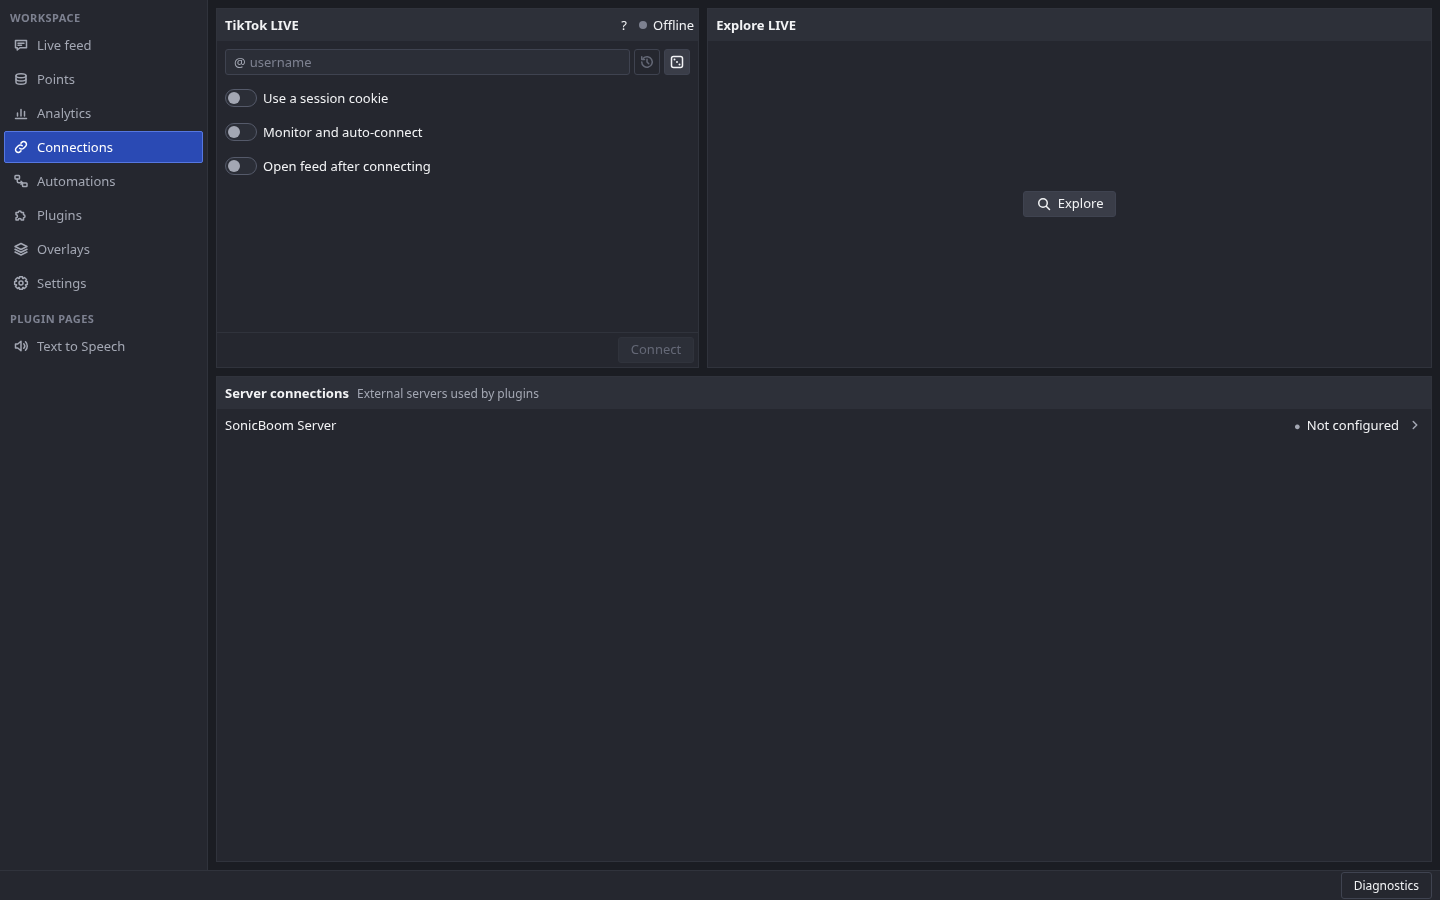 WORKSPACE
Live feed
Points
Analytics
Connections
Automations
Plugins
Overlays
Settings
PLUGIN PAGES
Text to Speech
TikTok LIVE ? Offline
@ username
Use a session cookie
Monitor and auto-connect
Open feed after connecting
Connect
Explore LIVE
Explore
Server connections External servers used by plugins
SonicBoom Server Not configured
Diagnostics